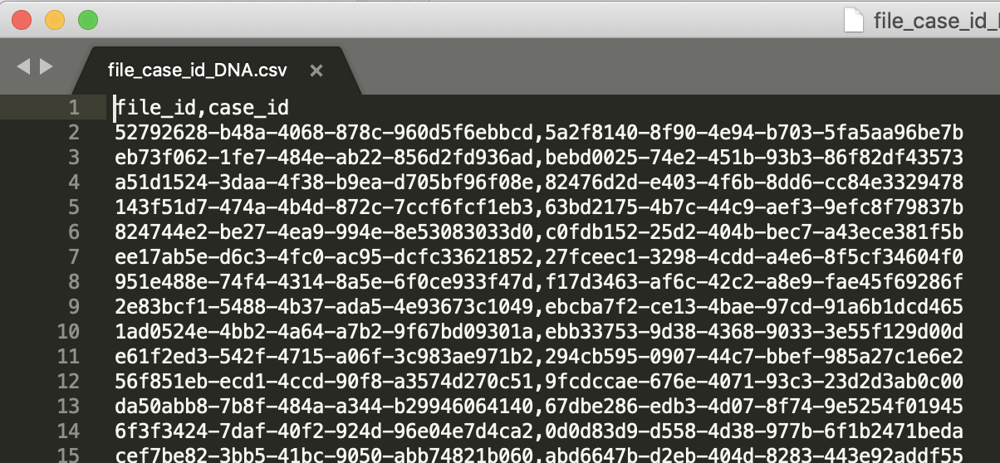 file_case_id_
file_case_id_DNA.csv ×
1 file_id,case_id
2 52792628-b48a-4068-878c-960d5f6ebbcd,5a2f8140-8f90-4e94-b703-5fa5aa96be7b
3 eb73f062-1fe7-484e-ab22-856d2fd936ad,bebd0025-74e2-451b-93b3-86f82df43573
4 a51d1524-3daa-4f38-b9ea-d705bf96f08e,82476d2d-e403-4f6b-8dd6-cc84e3329478
5 143f51d7-474a-4b4d-872c-7ccf6fcf1eb3,63bd2175-4b7c-44c9-aef3-9efc8f79837b
6 824744e2-be27-4ea9-994e-8e53083033d0,c0fdb152-25d2-404b-bec7-a43ece381f5b
7 ee17ab5e-d6c3-4fc0-ac95-dcfc33621852,27fceec1-3298-4cdd-a4e6-8f5cf34604f0
8 951e488e-74f4-4314-8a5e-6f0ce933f47d,f17d3463-af6c-42c2-a8e9-fae45f69286f
9 2e83bcf1-5488-4b37-ada5-4e93673c1049,ebcba7f2-ce13-4bae-97cd-91a6b1dcd465
10 1ad0524e-4bb2-4a64-a7b2-9f67bd09301a,ebb33753-9d38-4368-9033-3e55f129d00d
11 e61f2ed3-542f-4715-a06f-3c983ae971b2,294cb595-0907-44c7-bbef-985a27c1e6e2
12 56f851eb-ecd1-4ccd-90f8-a3574d270c51,9fcdccae-676e-4071-93c3-23d2d3ab0c00
13 da50abb8-7b8f-484a-a344-b29946064140,67dbe286-edb3-4d07-8f74-9e5254f01945
14 6f3f3424-7daf-40f2-924d-96e04e7d4ca2,0d0d83d9-d558-4d38-977b-6f1b2471beda
15 cef7be82-3bb5-41bc-9050-abb74821b060,abd6647b-d2eb-404d-8283-443e92addf55